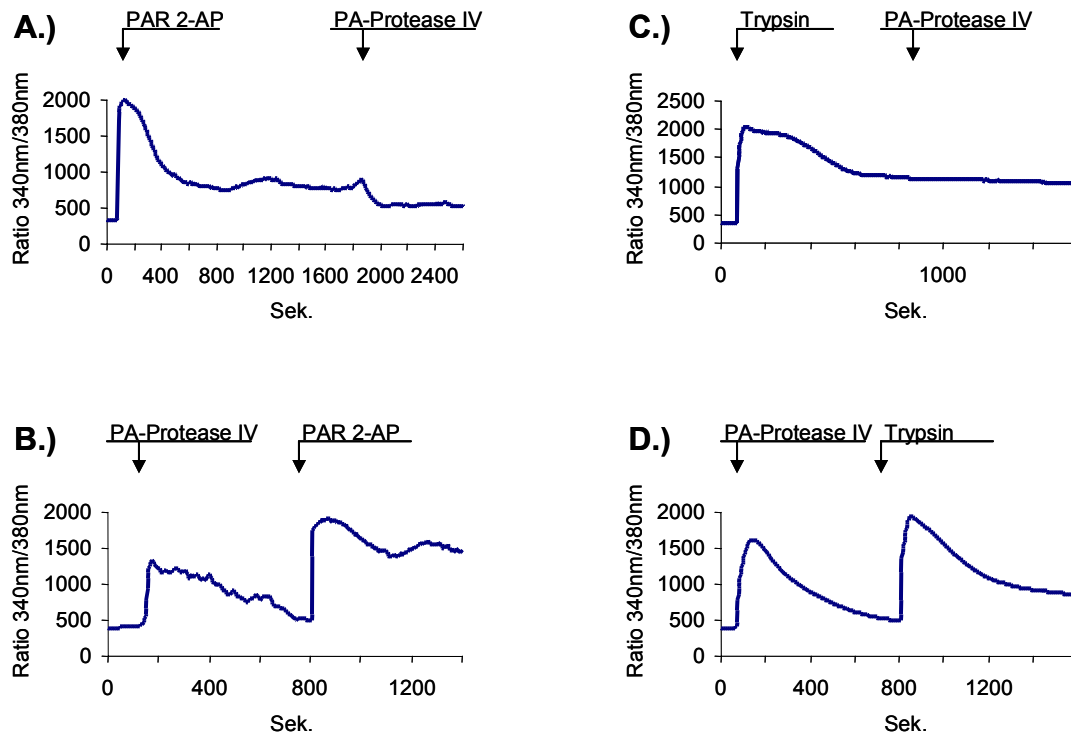 A.)
PAR 2-AP
PA-Protease IV
Ratio 340nm/380nm
2000
1500
1000
500
0
0 400 800 1200 1600 2000 2400
Sek.
C.)
Trypsin
PA-Protease IV
Ratio 340nm/380nm
2500
2000
1500
1000
500
0
0 1000
Sek.
B.)
PA-Protease IV
PAR 2-AP
Ratio 340nm/380nm
2000
1500
1000
500
0
0 400 800 1200
Sek.
D.)
PA-Protease IV
Trypsin
Ratio 340nm/380nm
2000
1500
1000
500
0
0 400 800 1200
Sek.